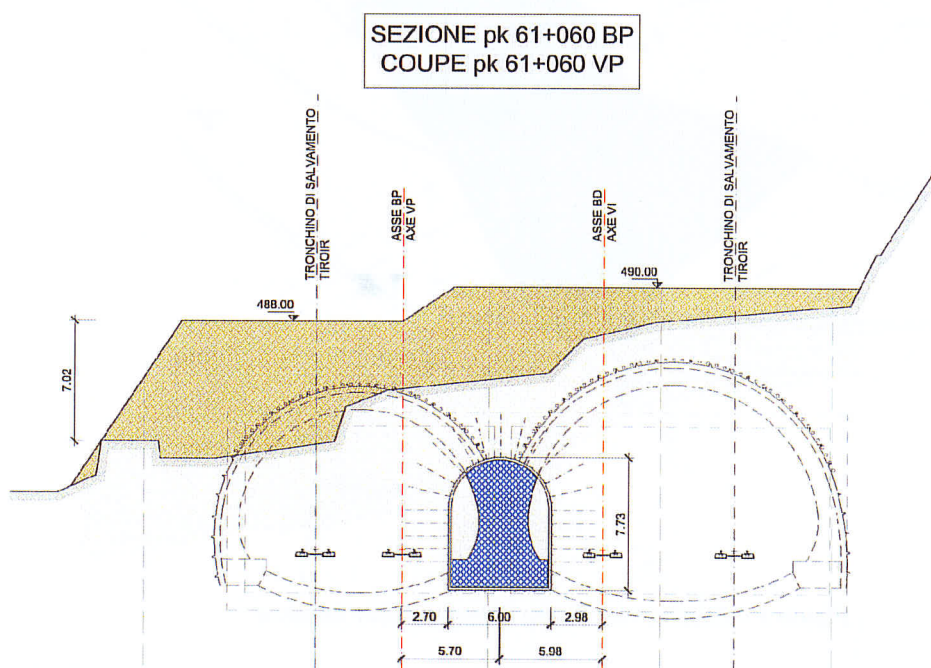 SEZIONE pk 61+060 BP
COUPE pk 61+060 VP
TRONCHINO DI SALVAMENTO
TIROIR
ASSE BP
AXE VP
ASSE BD
AXE VI
TRONCHINO DI SALVAMENTO
TIROIR
488.00
490.00
7.02
7.73
2.70
6.00
2.98
5.70
5.98